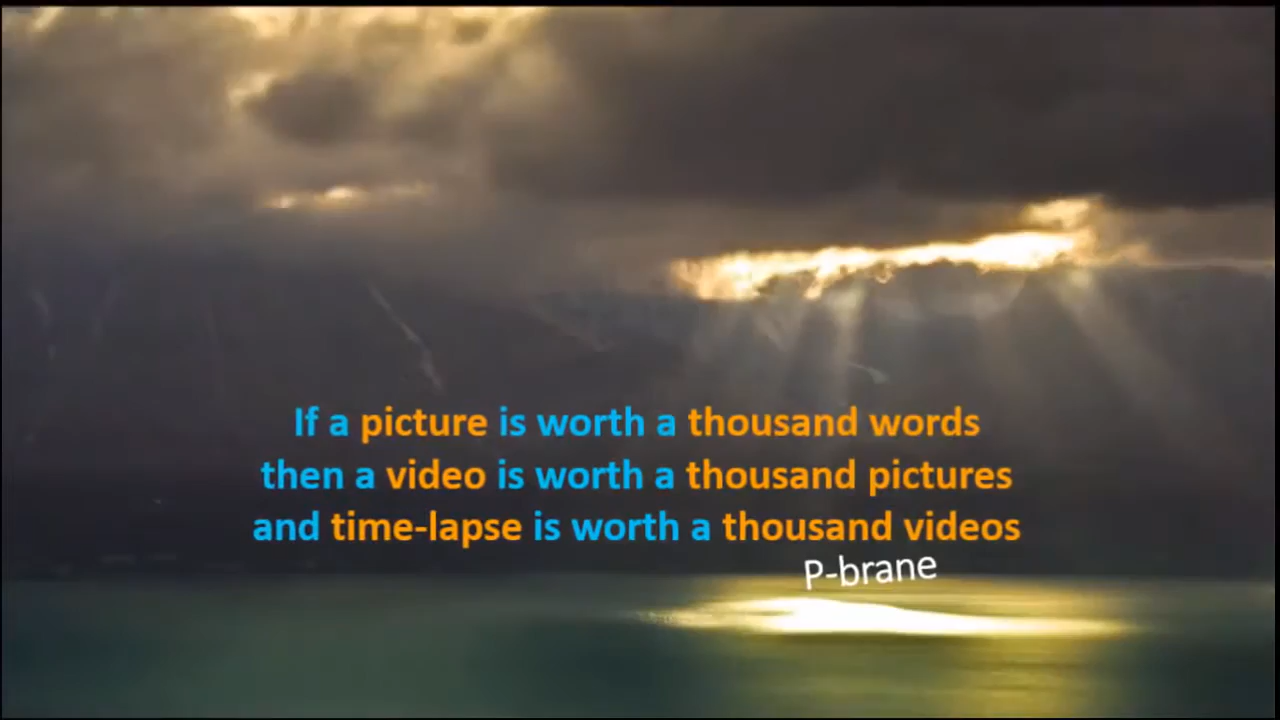 If a picture is worth a thousand words
then a video is worth a thousand pictures
and time-lapse is worth a thousand videos
P-brane